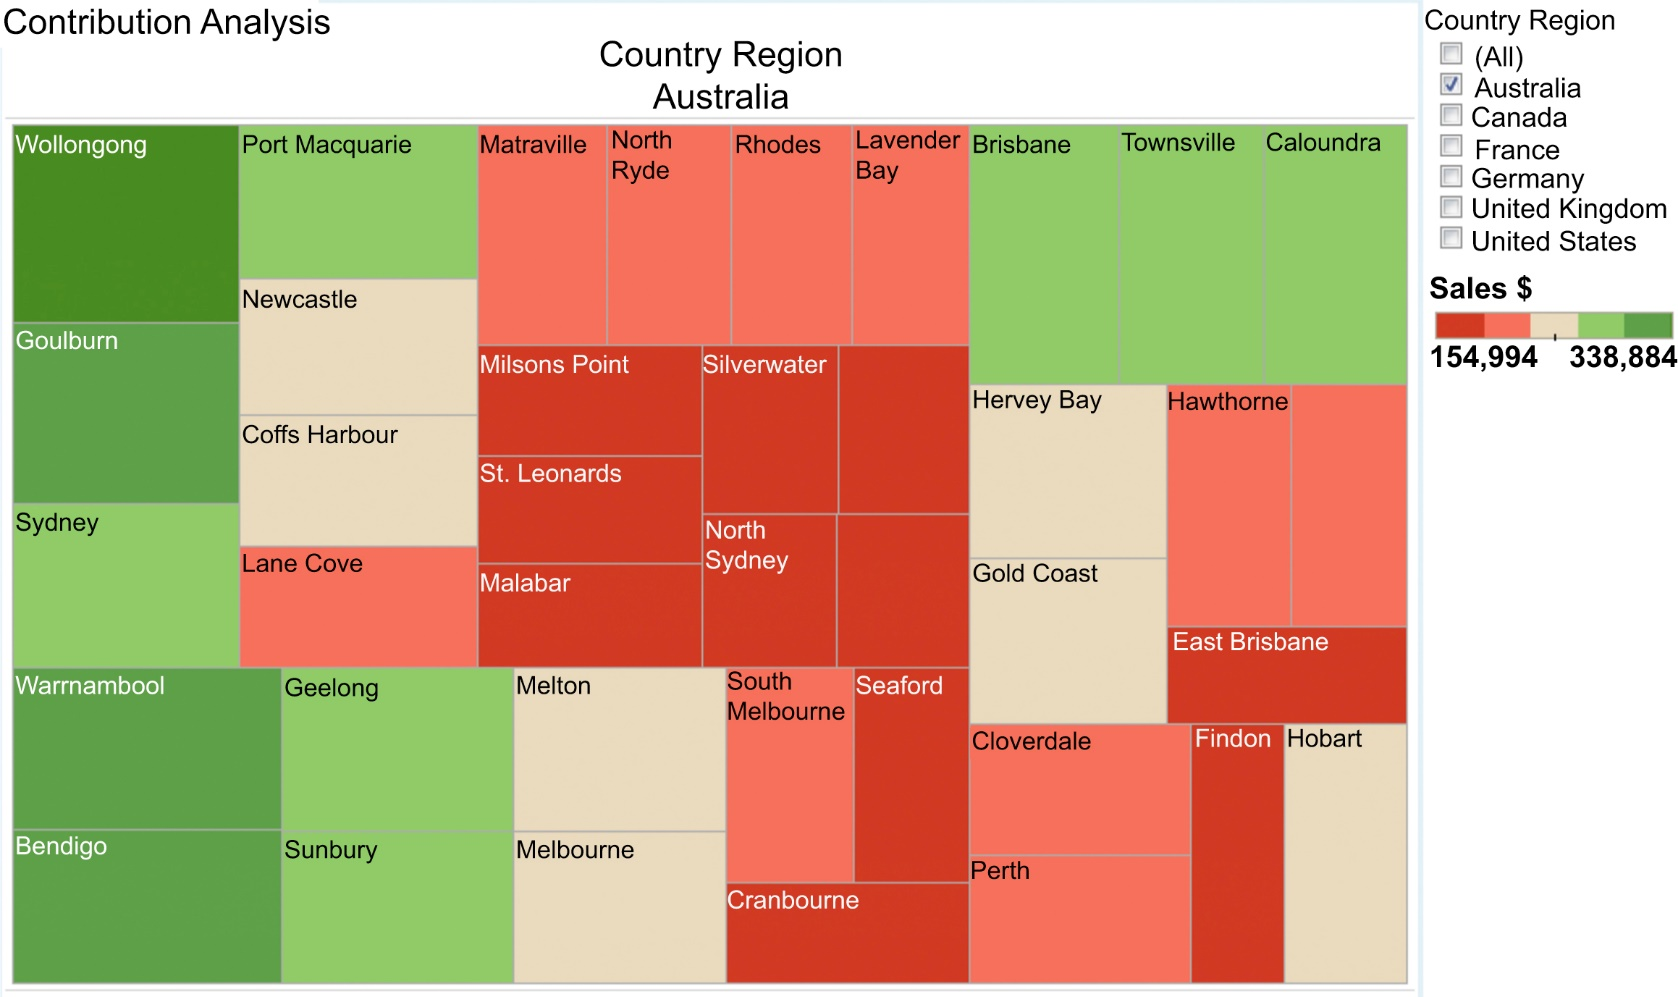 Contribution Analysis
Country Region
Australia
Wollongong
Port Macquarie
Matraville
North
Ryde
Rhodes
Lavender
Bay
Brisbane
Townsville
Caloundra
Newcastle
Goulburn
Milsons Point
Silverwater
Hervey Bay
Hawthorne
Coffs Harbour
St. Leonards
Sydney
North
Sydney
Lane Cove
Malabar
Gold Coast
East Brisbane
Warrnambool
Geelong
Melton
South
Melbourne
Seaford
Cloverdale
Findon
Hobart
Bendigo
Sunbury
Melbourne
Cranbourne
Perth
Country Region
(All)
Australia
Canada
France
Germany
United Kingdom
United States
Sales $
154,994 338,884